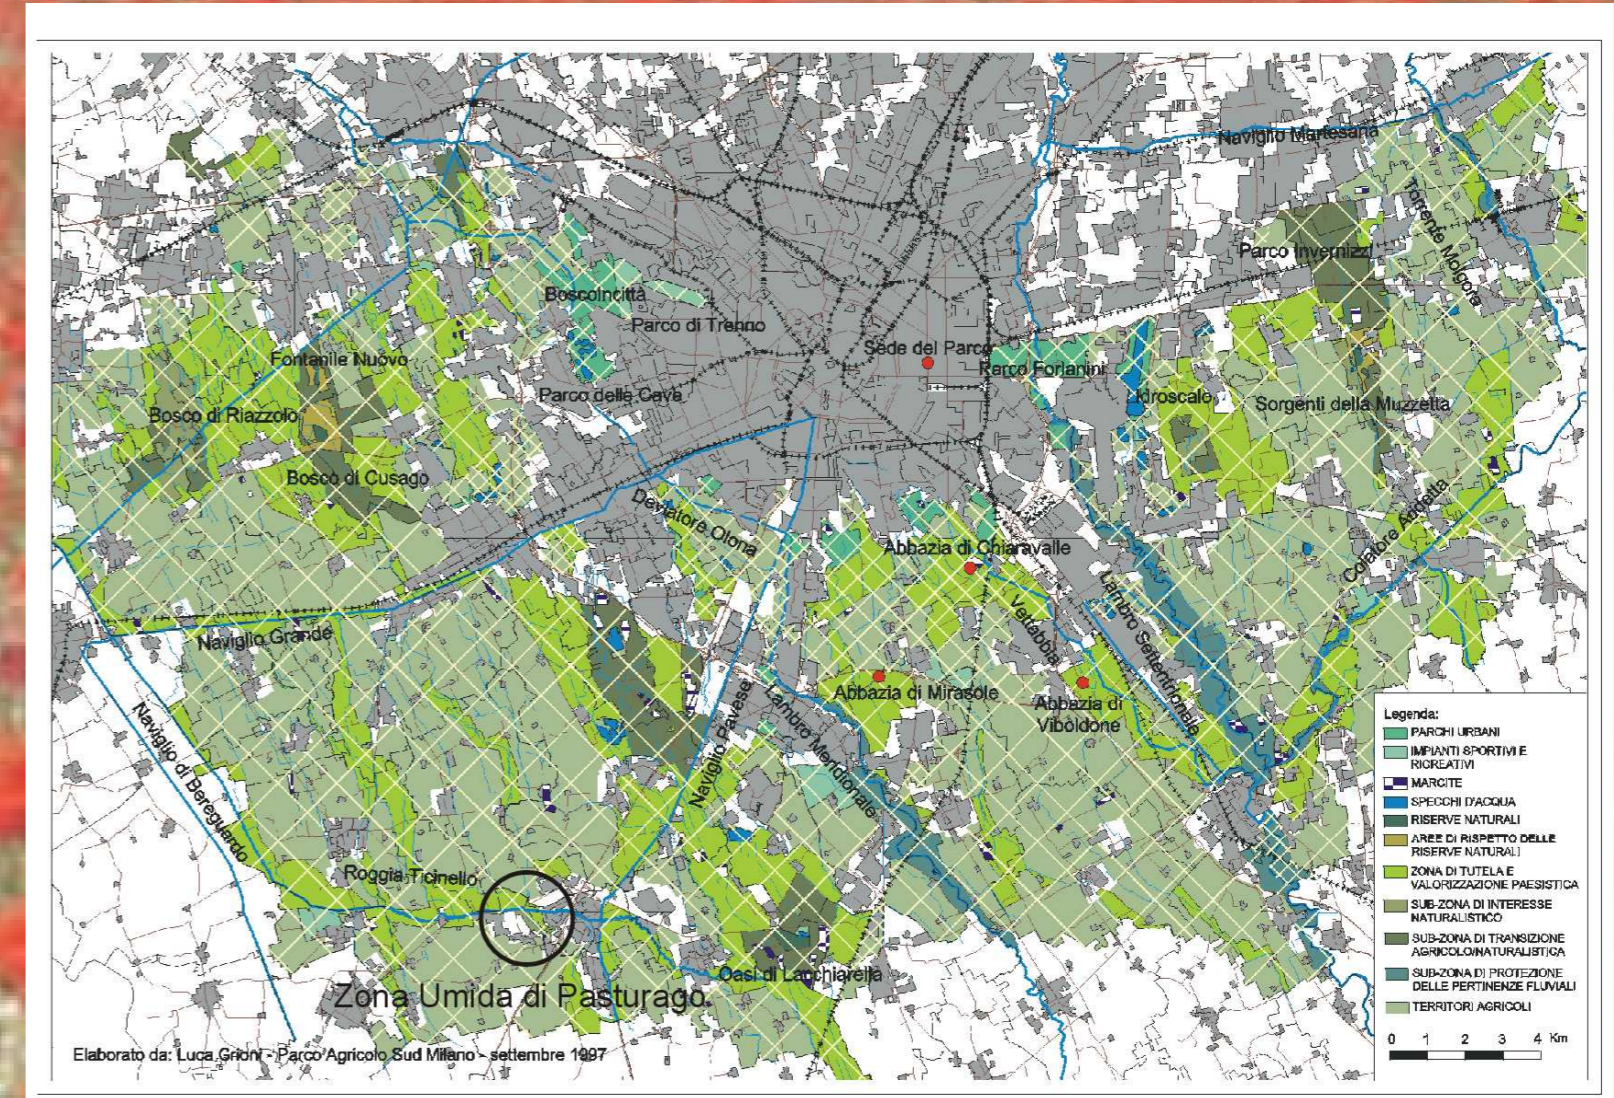 Naviglio Martesana
Torrente Molgora
Parco Invernizzi
Boscoincittà
Parco di Trenno
Sede del Parco
Fontanile Nuovo
Parco Forlanini
Parco delle Cave
Idroscalo
Sorgenti della Muzzetta
Bosco di Riazzolo
Bosco di Cusago
Deviatore Olona
Colatore Addetta
Abbazia di Chiaravalle
Lambro Settentrionale
Vettabbia
Naviglio Grande
Abbazia di Mirasole
Abbazia di
Viboldone
Naviglio Pavese
Lambro Meridionale
Naviglio di Bereguardo
Roggia Ticinello
Oasi di Lacchiarella
Zona Umida di Pasturago
Elaborato da: Luca Grioni - Parco Agricolo Sud Milano - settembre 1997
Legenda:
PARCHI URBANI
IMPIANTI SPORTIVI E
RICREATIVI
MARCITE
SPECCHI D'ACQUA
RISERVE NATURALI
AREE DI RISPETTO DELLE
RISERVE NATURALI
ZONA DI TUTELA E
VALORIZZAZIONE PAESISTICA
SUB-ZONA DI INTERESSE
NATURALISTICO
SUB-ZONA DI TRANSIZIONE
AGRICOLO/NATURALISTICA
SUB-ZONA DI PROTEZIONE
DELLE PERTINENZE FLUVIALI
TERRITORI AGRICOLI
0 1 2 3 4 Km